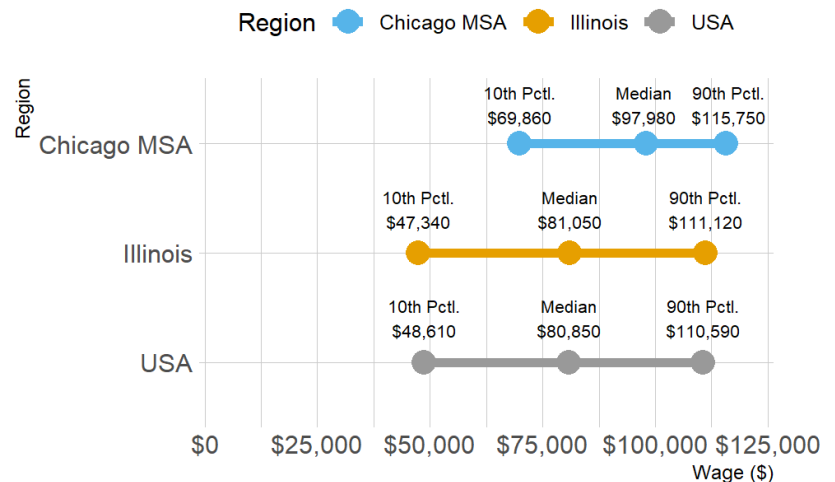 Region Chicago MSA Illinois USA
Region
10th Pctl. Median 90th Pctl.
$69,860 $97,980 $115,750
Chicago MSA
10th Pctl. Median 90th Pctl.
$47,340 $81,050 $111,120
Illinois
10th Pctl. Median 90th Pctl.
$48,610 $80,850 $110,590
USA
$0 $25,000 $50,000 $75,000 $100,000 $125,000
Wage ($)